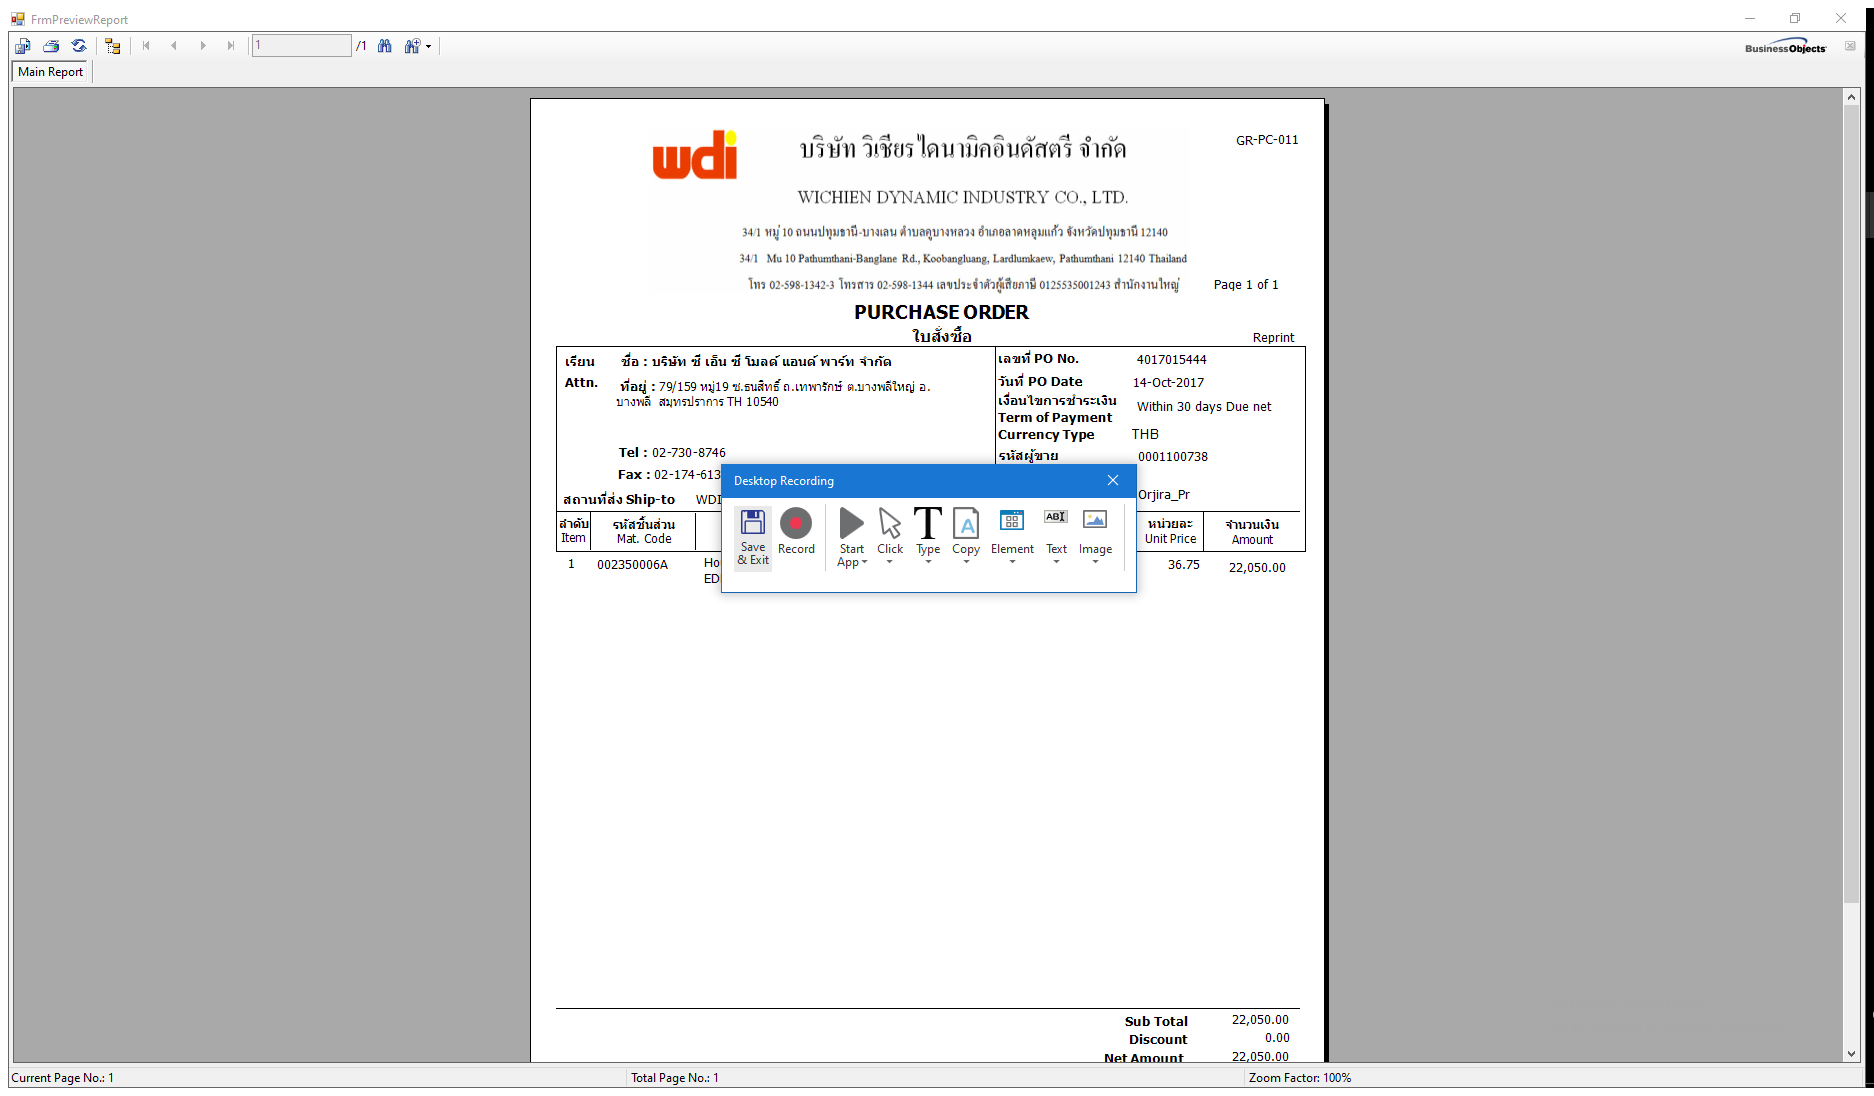 FrmPreviewReport
1 /1 BusinessObjects
Main Report
wdi
บริษัท วิเชียรไดนามิคอินดัสตรี จำกัด
GR-PC-011
WICHIEN DYNAMIC INDUSTRY CO., LTD.
34/1 หมู่ 10 ถนนปทุมธานี-บางเลน ตำบลคูบางหลวง อำเภอลาดหลุมแก้ว จังหวัดปทุมธานี 12140
34/1 Mu 10 Pathumthani-Banglane Rd., Koobangluang, Lardlumkaew, Pathumthani 12140 Thailand
โทร 02-598-1342-3 โทรสาร 02-598-1344 เลขประจำตัวผู้เสียภาษี 0125535001243 สำนักงานใหญ่
Page 1 of 1
PURCHASE ORDER
ใบสั่งซื้อ
Reprint
เรียน ชื่อ : บริษัท ซี เอ็น ซี โมลด์ แอนด์ พาร์ท จำกัด
Attn. ที่อยู่ : 79/159 หมู่19 ซ.ธนสิทธิ์ ถ.เทพารักษ์ ต.บางพลีใหญ่ อ.
บางพลี สมุทรปราการ TH 10540
Tel : 02-730-8746
Fax : 02-174-613
สถานที่ส่ง Ship-to WDI
เลขที่ PO No. 4017015444
วันที่ PO Date 14-Oct-2017
เงื่อนไขการชำระเงิน
Term of Payment Within 30 days Due net
Currency Type THB
รหัสผู้ขาย 0001100738
Orjira_Pr
ลำดับ รหัสชิ้นส่วน หน่วยละ จำนวนเงิน
Item Mat. Code Unit Price Amount
1 002350006A Ho 36.75 22,050.00
ED
Desktop Recording
Save & Exit
Record
Start App
Click
Type
Copy
Element
Text
Image
ABI
Sub Total 22,050.00
Discount 0.00
Net Amount 22,050.00
Current Page No.: 1 Total Page No.: 1 Zoom Factor: 100%